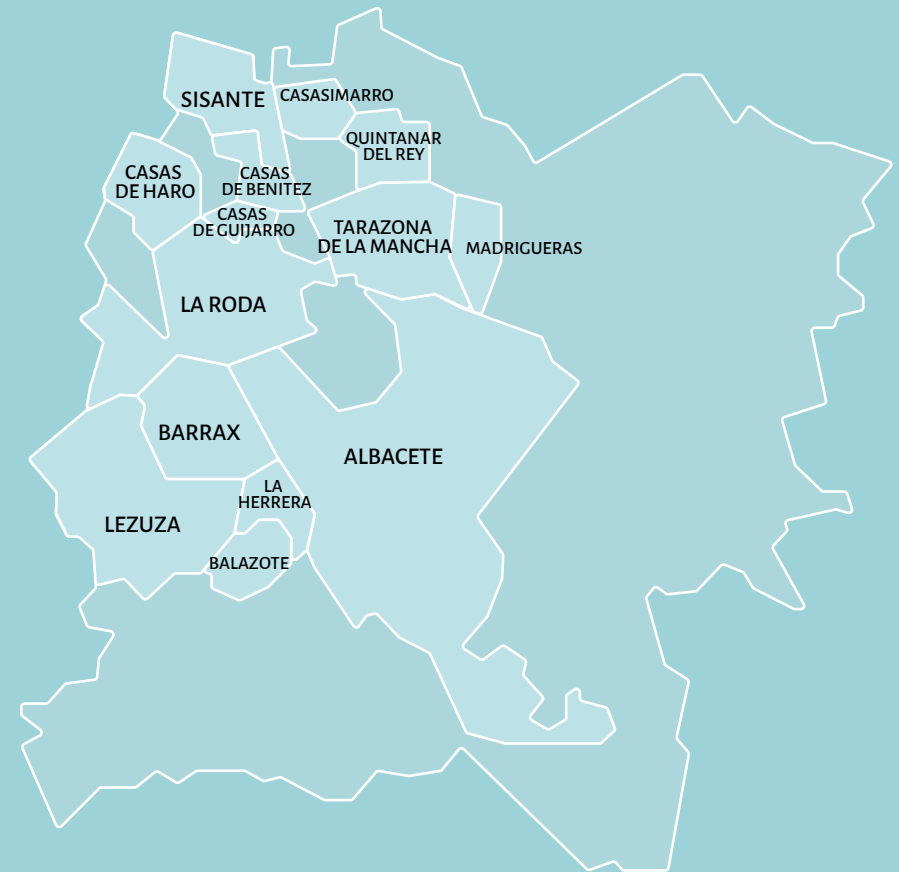 SISANTE
CASASIMARRO
QUINTANAR
DEL REY
CASAS
DE HARO
CASAS
DE BENITEZ
CASAS
DE GUIJARRO
TARAZONA
DE LA MANCHA
MADRIGUERAS
LA RODA
BARRAX
ALBACETE
LA
HERRERA
LEZUZA
BALAZOTE